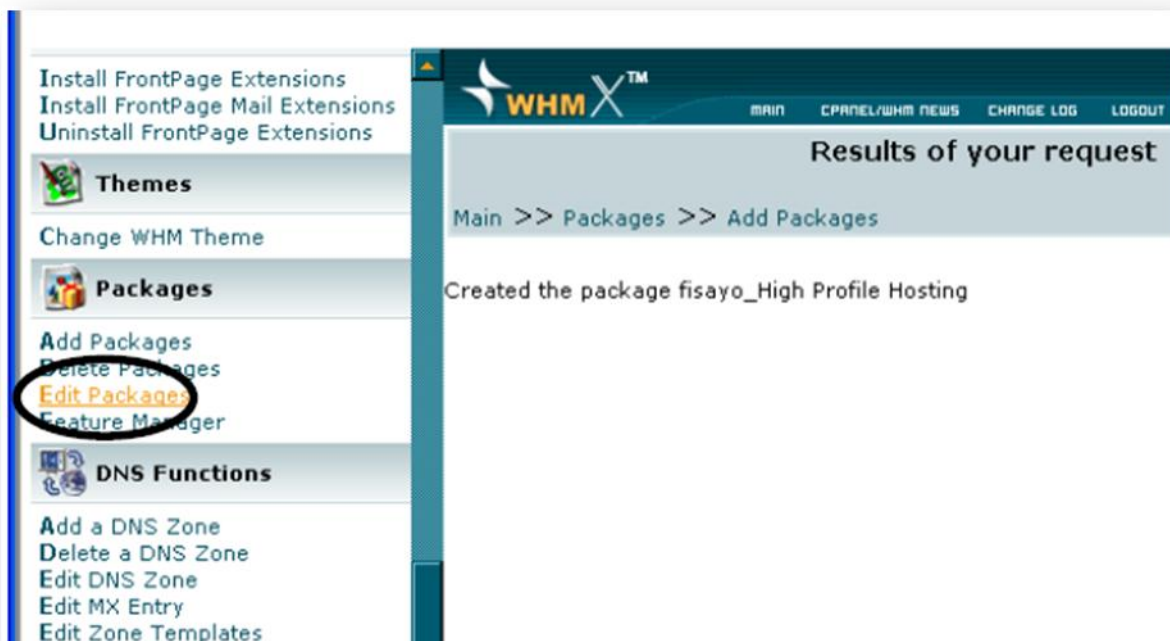 Install FrontPage Extensions
Install FrontPage Mail Extensions
Uninstall FrontPage Extensions
Themes
Change WHM Theme
Packages
Add Packages
Delete Packages
Edit Packages
Feature Manager
DNS Functions
Add a DNS Zone
Delete a DNS Zone
Edit DNS Zone
Edit MX Entry
Edit Zone Templates
WHM X™
MAIN CPANEL/WHM NEWS CHANGE LOG LOGOUT
Results of your request
Main >> Packages >> Add Packages
Created the package fisayo_High Profile Hosting